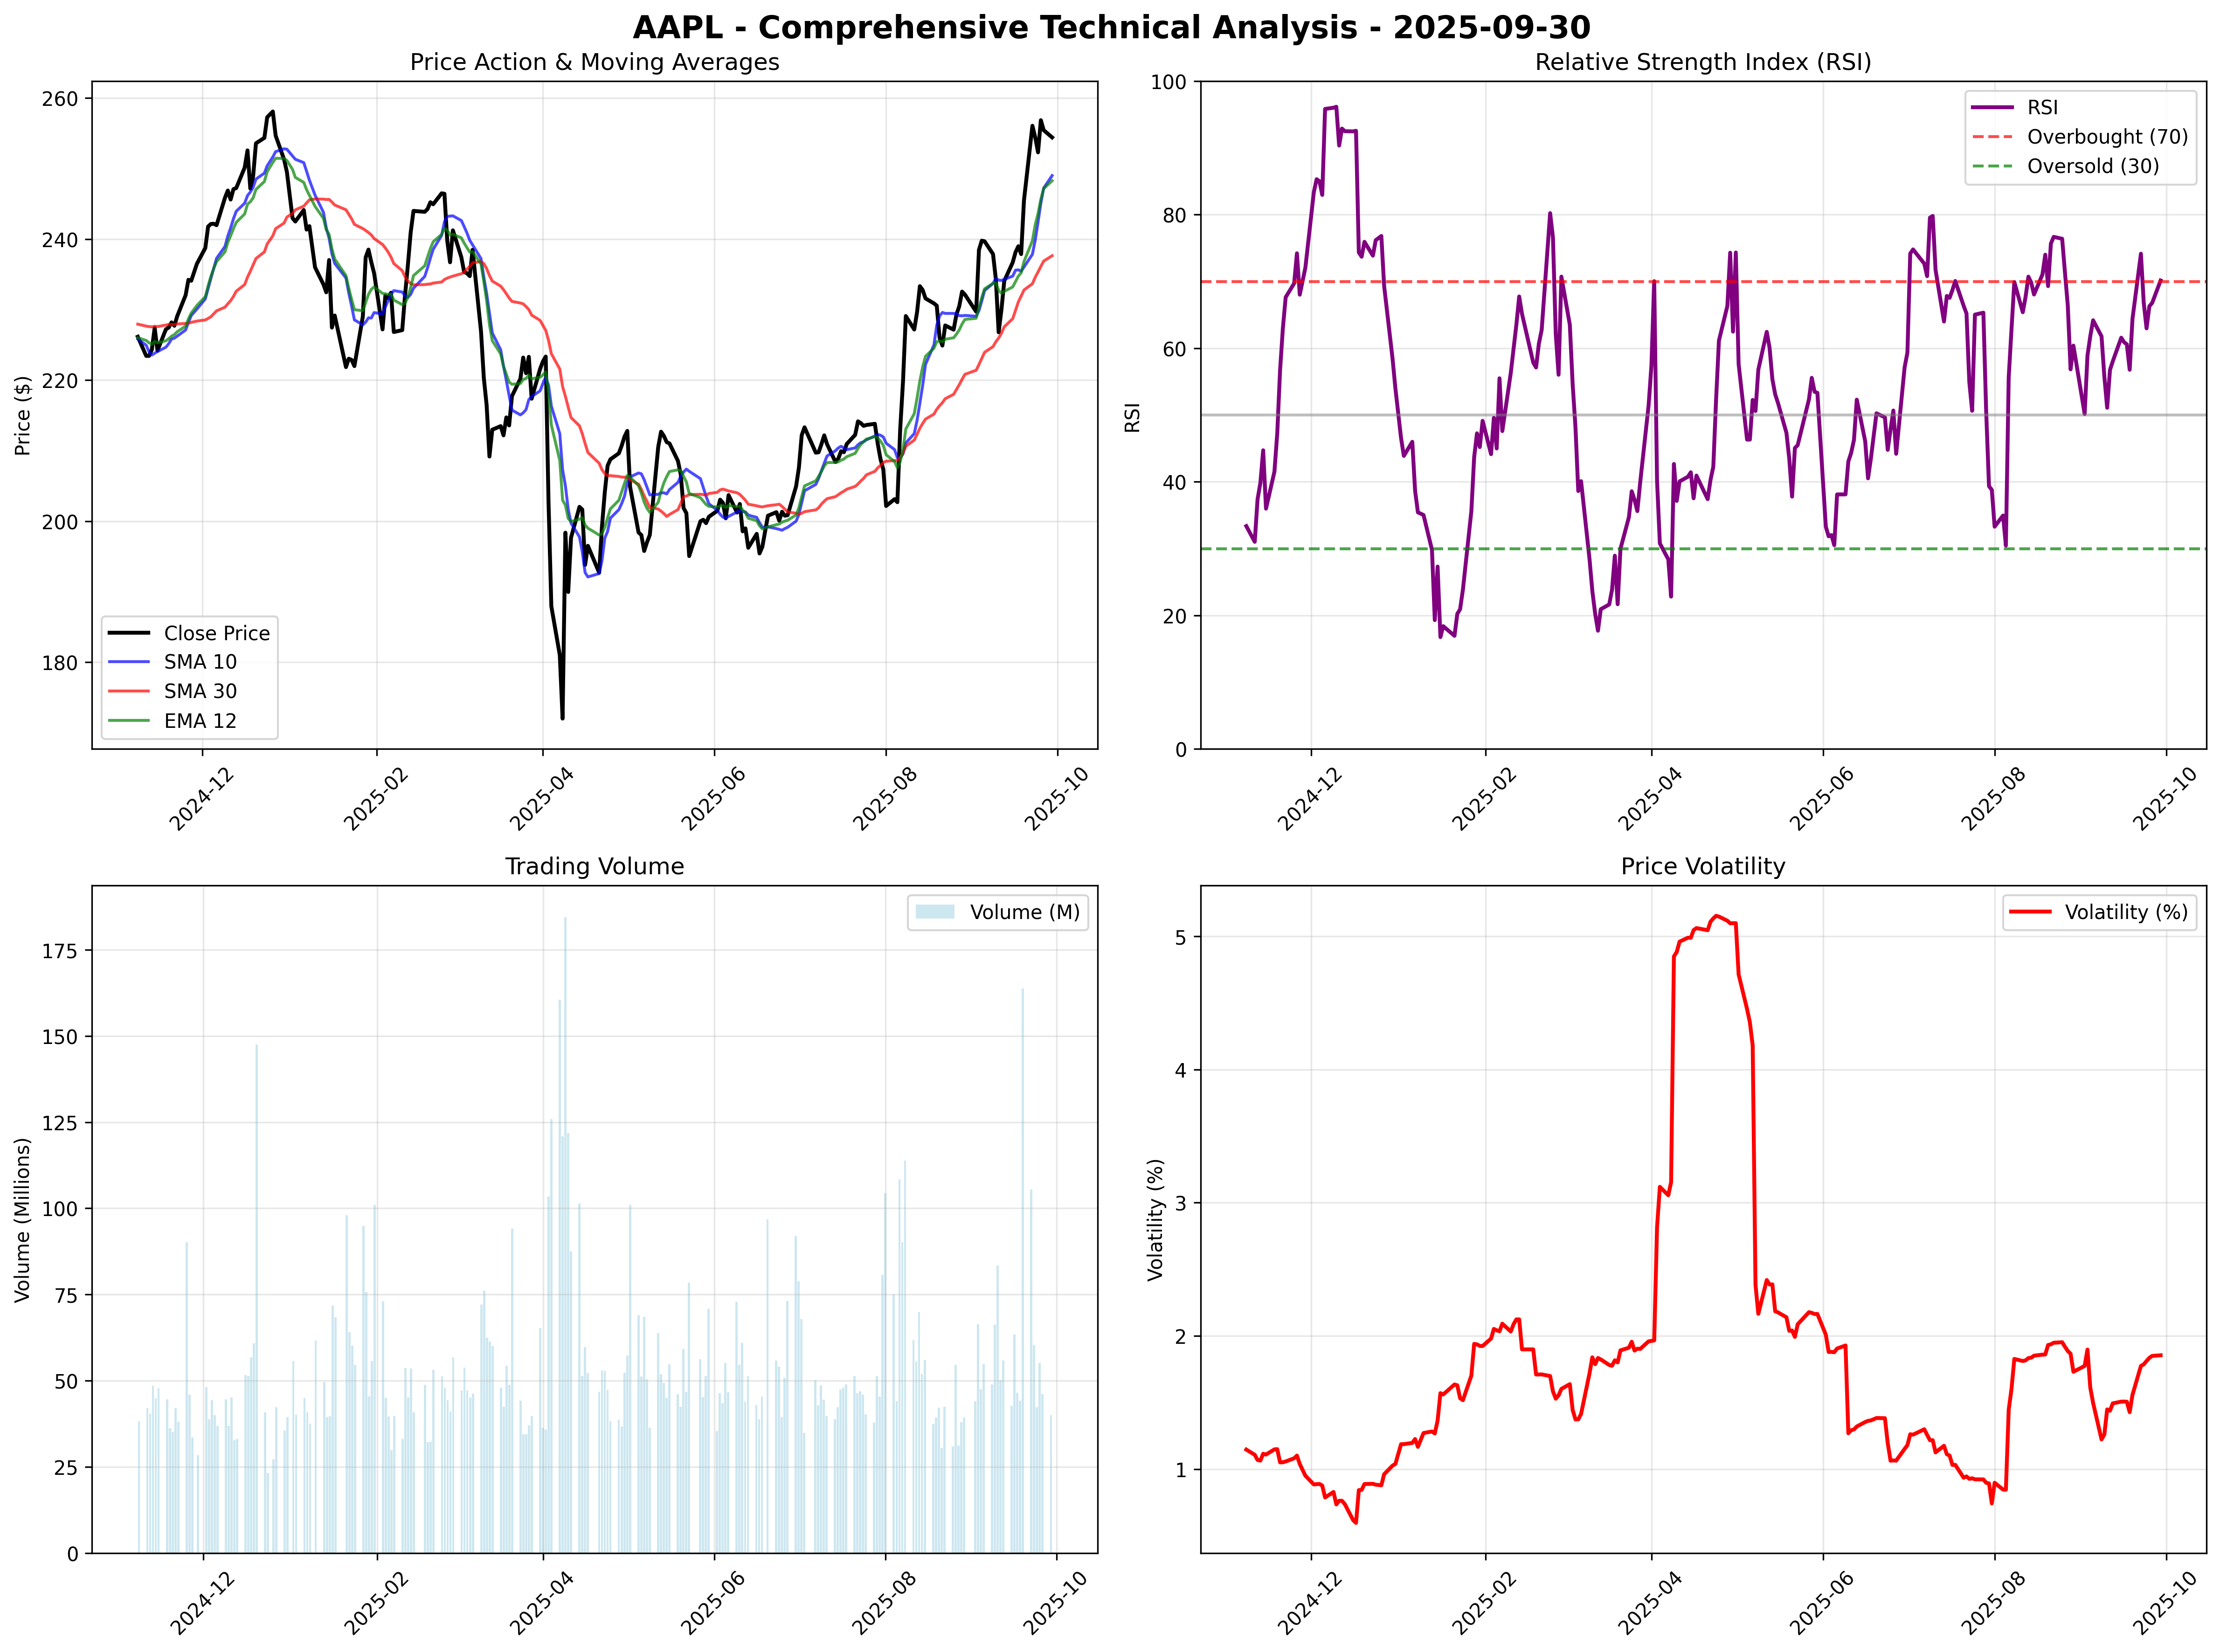 AAPL - Comprehensive Technical Analysis - 2025-09-30
Price Action & Moving Averages
260
240
220
200
180
Price ($)
Close Price
SMA 10
SMA 30
EMA 12
2024-12
2025-02
2025-04
2025-06
2025-08
2025-10
Relative Strength Index (RSI)
100
80
60
40
20
0
RSI
RSI
Overbought (70)
Oversold (30)
2024-12
2025-02
2025-04
2025-06
2025-08
2025-10
Trading Volume
175
150
125
100
75
50
25
0
Volume (Millions)
Volume (M)
2024-12
2025-02
2025-04
2025-06
2025-08
2025-10
Price Volatility
5
4
3
2
1
Volatility (%)
Volatility (%)
2024-12
2025-02
2025-04
2025-06
2025-08
2025-10